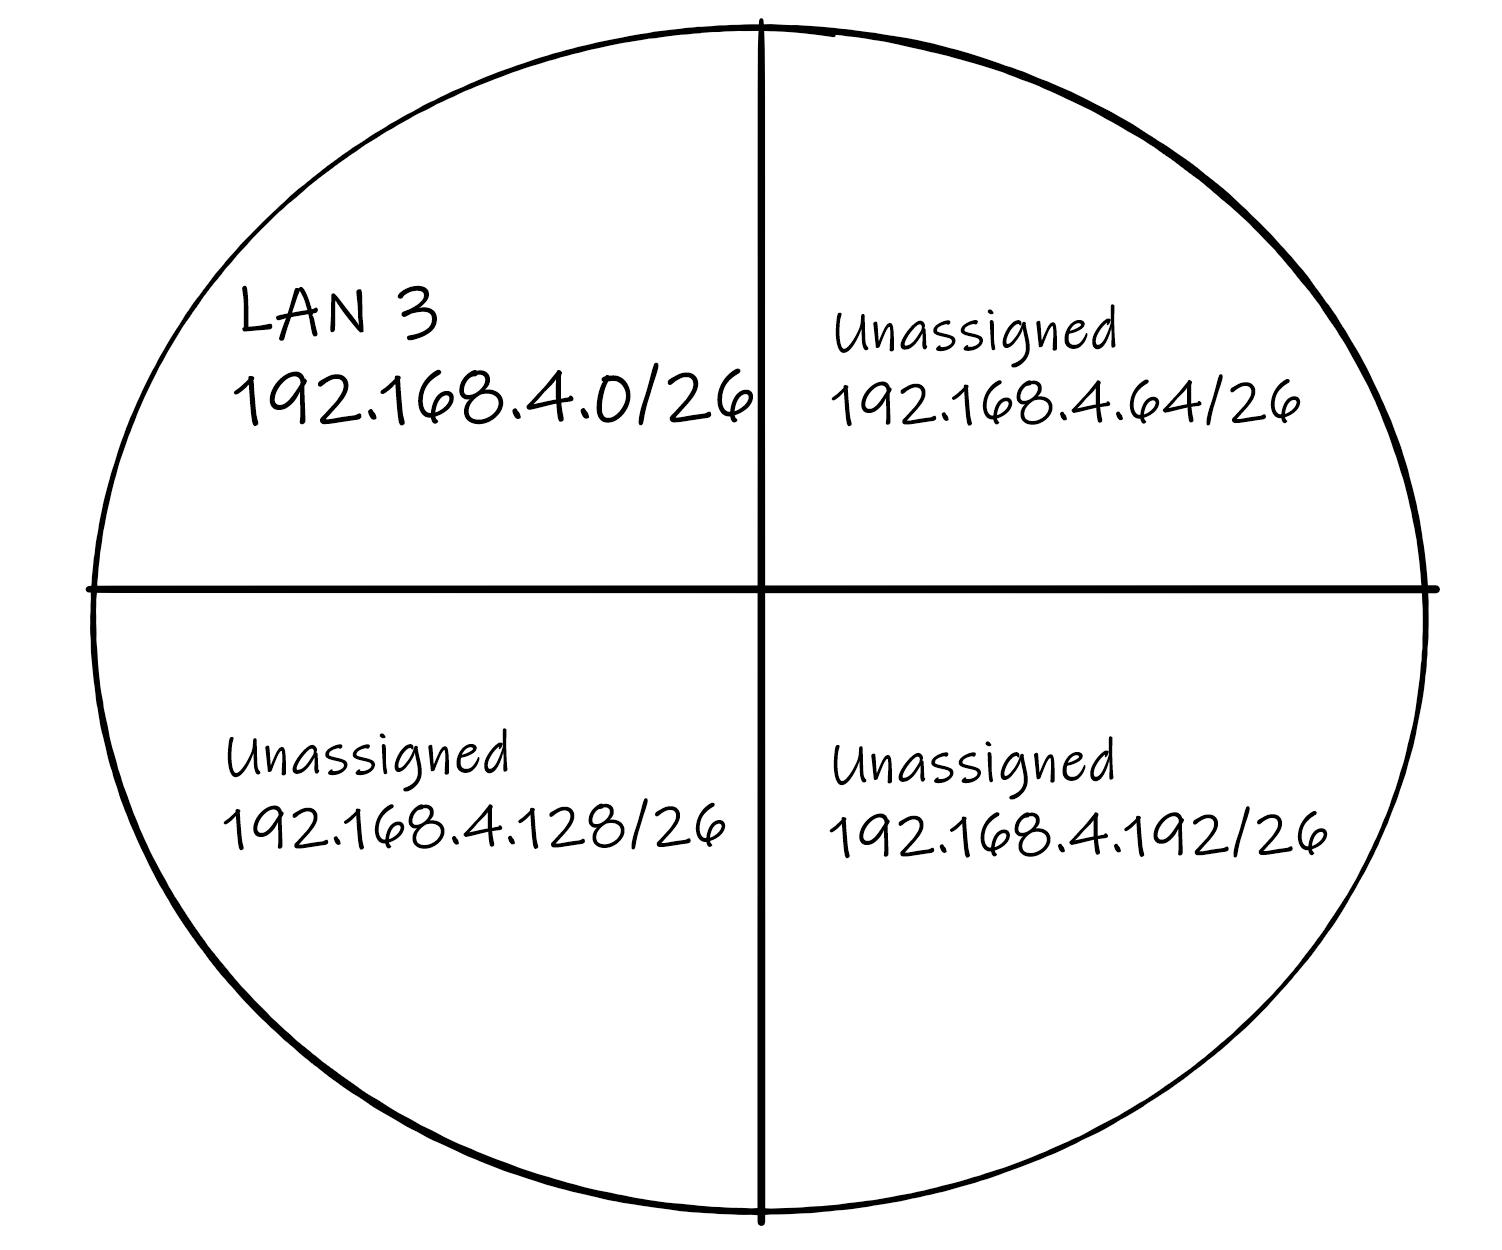 LAN 3
192.168.4.0/26
Unassigned
192.168.4.64/26
Unassigned
192.168.4.128/26
Unassigned
192.168.4.192/26